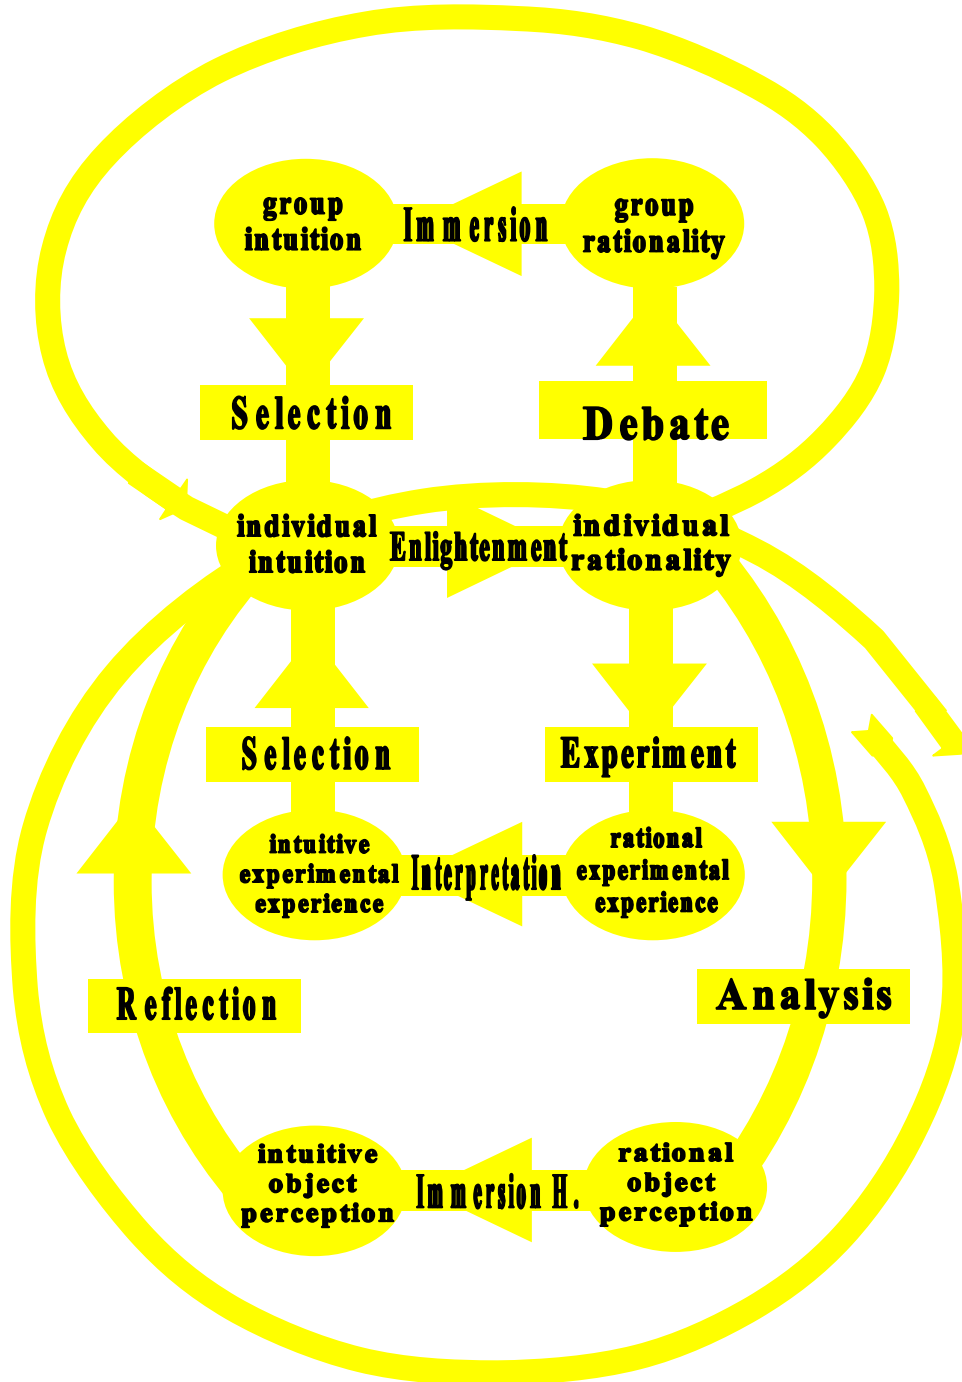 group
intuition
Immersion
group
rationality
Selection
Debate
individual
intuition
Enlightenment
individual
rationality
Selection
Experiment
intuitive
experimental
experience
Interpretation
rational
experimental
experience
Reflection
Analysis
intuitive
object
perception
Immersion H.
rational
object
perception